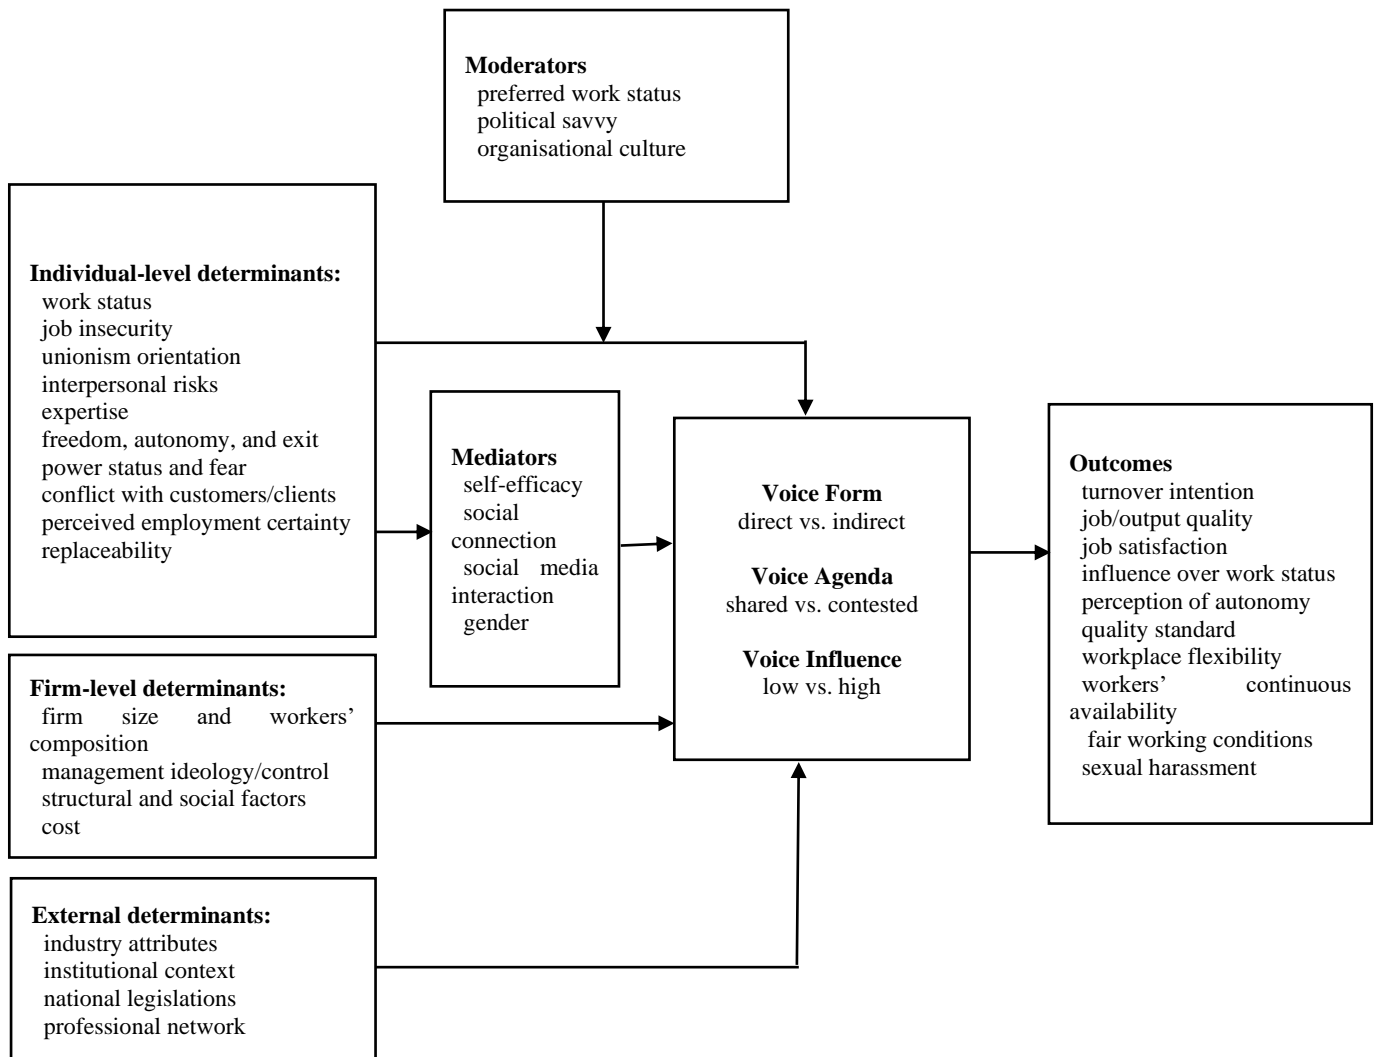 Moderators
preferred work status
political savvy
organisational culture
Individual-level determinants:
work status
job insecurity
unionism orientation
interpersonal risks
expertise
freedom, autonomy, and exit
power status and fear
conflict with customers/clients
perceived employment certainty
replaceability
Mediators
self-efficacy
social
connection
social media
interaction
gender
Voice Form
direct vs. indirect
Voice Agenda
shared vs. contested
Voice Influence
low vs. high
Outcomes
turnover intention
job/output quality
job satisfaction
influence over work status
perception of autonomy
quality standard
workplace flexibility
workers’ continuous
availability
fair working conditions
sexual harassment
Firm-level determinants:
firm size and workers’
composition
management ideology/control
structural and social factors
cost
External determinants:
industry attributes
institutional context
national legislations
professional network